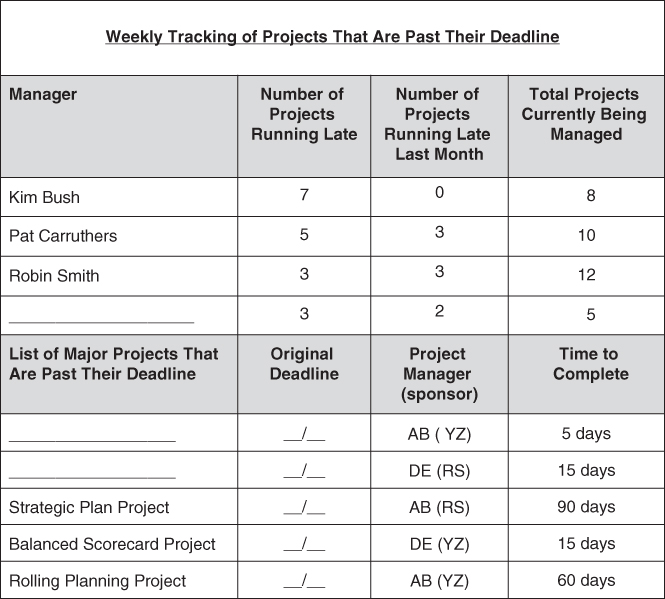 Weekly Tracking of Projects That Are Past Their Deadline
Manager
Number of
Projects
Running Late
Number of
Projects
Running Late
Last Month
Total Projects
Currently Being
Managed
Kim Bush 7 0 8
Pat Carruthers 5 3 10
Robin Smith 3 3 12
____________________ 3 2 5
List of Major Projects That
Are Past Their Deadline
Original
Deadline
Project
Manager
(sponsor)
Time to
Complete
__________________ __/__ AB ( YZ) 5 days
__________________ __/__ DE (RS) 15 days
Strategic Plan Project __/__ AB (RS) 90 days
Balanced Scorecard Project __/__ DE (YZ) 15 days
Rolling Planning Project __/__ AB (YZ) 60 days